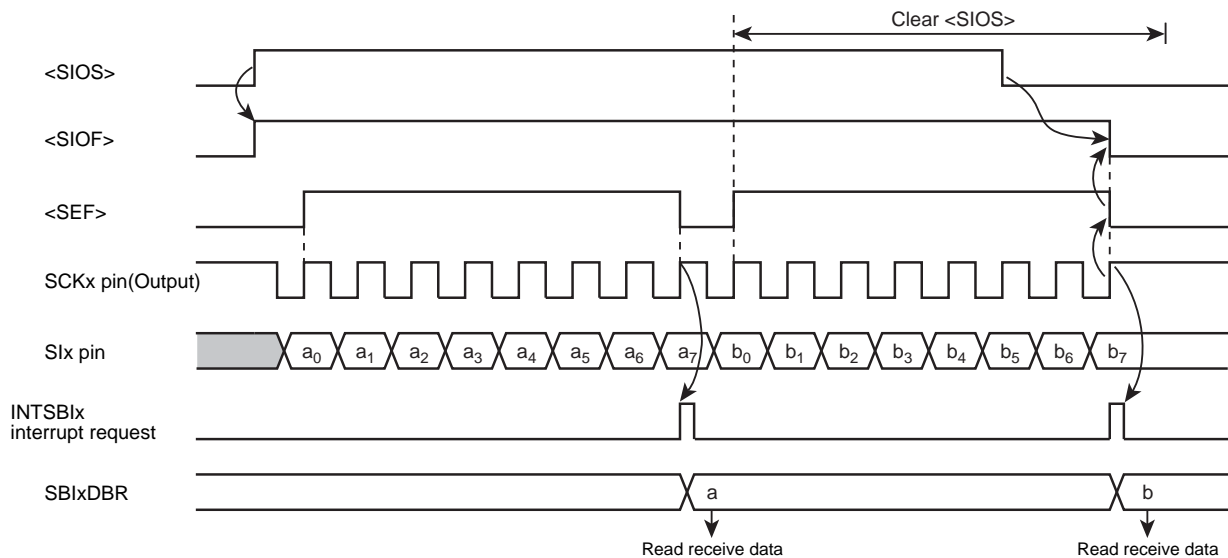 Clear <SIOS>
<SIOS>
<SIOF>
<SEF>
SCKx pin(Output)
SIx pin
a0 a1 a2 a3 a4 a5 a6 a7 b0 b1 b2 b3 b4 b5 b6 b7
INTSBIx
interrupt request
SBIxDBR
a
b
Read receive data
Read receive data